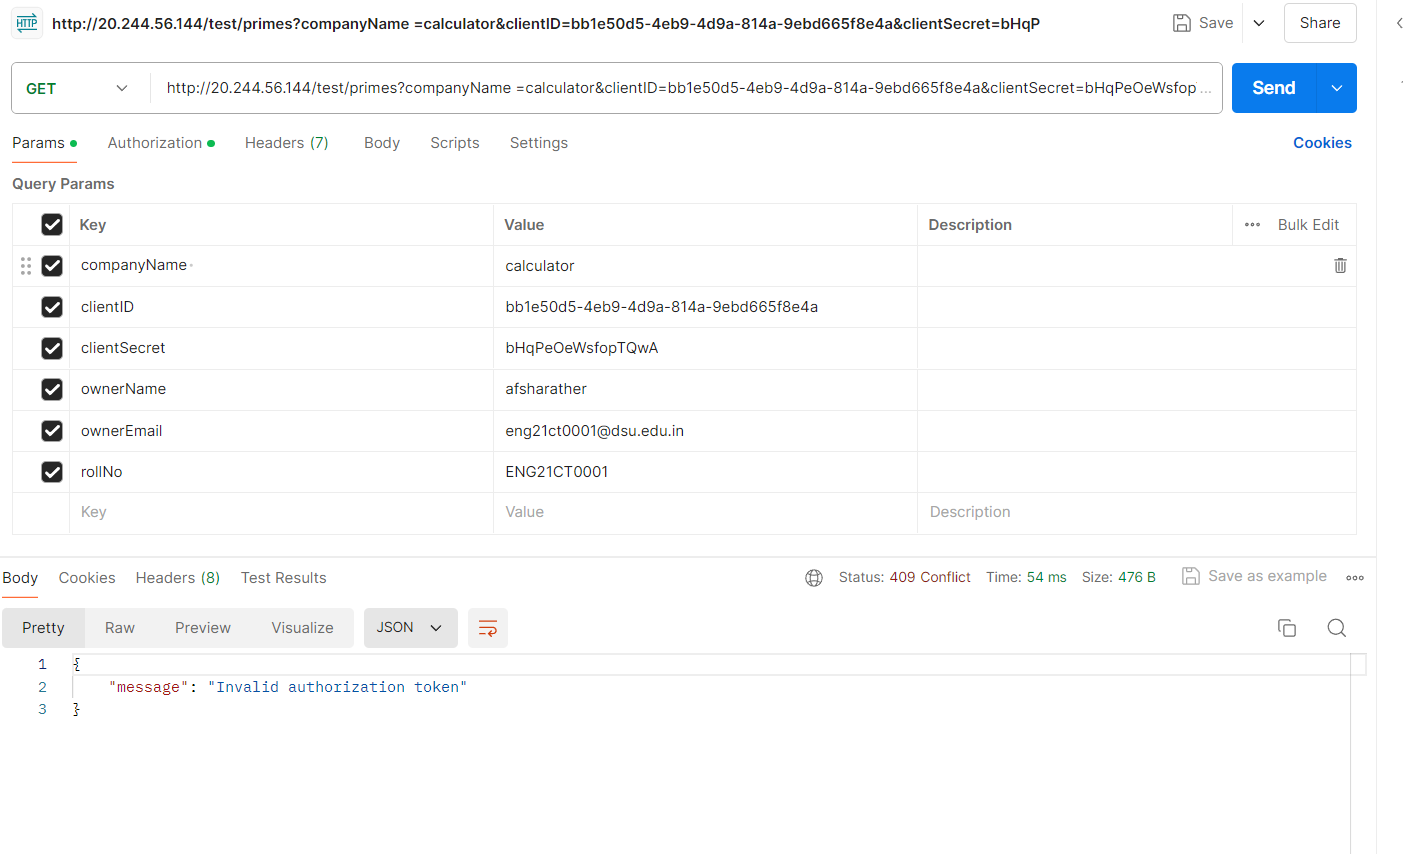 HTTP http://20.244.56.144/test/primes?companyName =calculator&clientID=bb1e50d5-4eb9-4d9a-814a-9ebd665f8e4a&clientSecret=bHqP Save Share
GET http://20.244.56.144/test/primes?companyName =calculator&clientID=bb1e50d5-4eb9-4d9a-814a-9ebd665f8e4a&clientSecret=bHqPeOeWsfop... Send
Params Authorization Headers (7) Body Scripts Settings Cookies
Query Params
Key Value Description Bulk Edit
companyName calculator
clientID bb1e50d5-4eb9-4d9a-814a-9ebd665f8e4a
clientSecret bHqPeOeWsfopTQwA
ownerName afsharather
ownerEmail eng21ct0001@dsu.edu.in
rollNo ENG21CT0001
Key Value Description
Body Cookies Headers (8) Test Results Status: 409 Conflict Time: 54 ms Size: 476 B Save as example
Pretty Raw Preview Visualize JSON
1 {
2 "message": "Invalid authorization token"
3 }